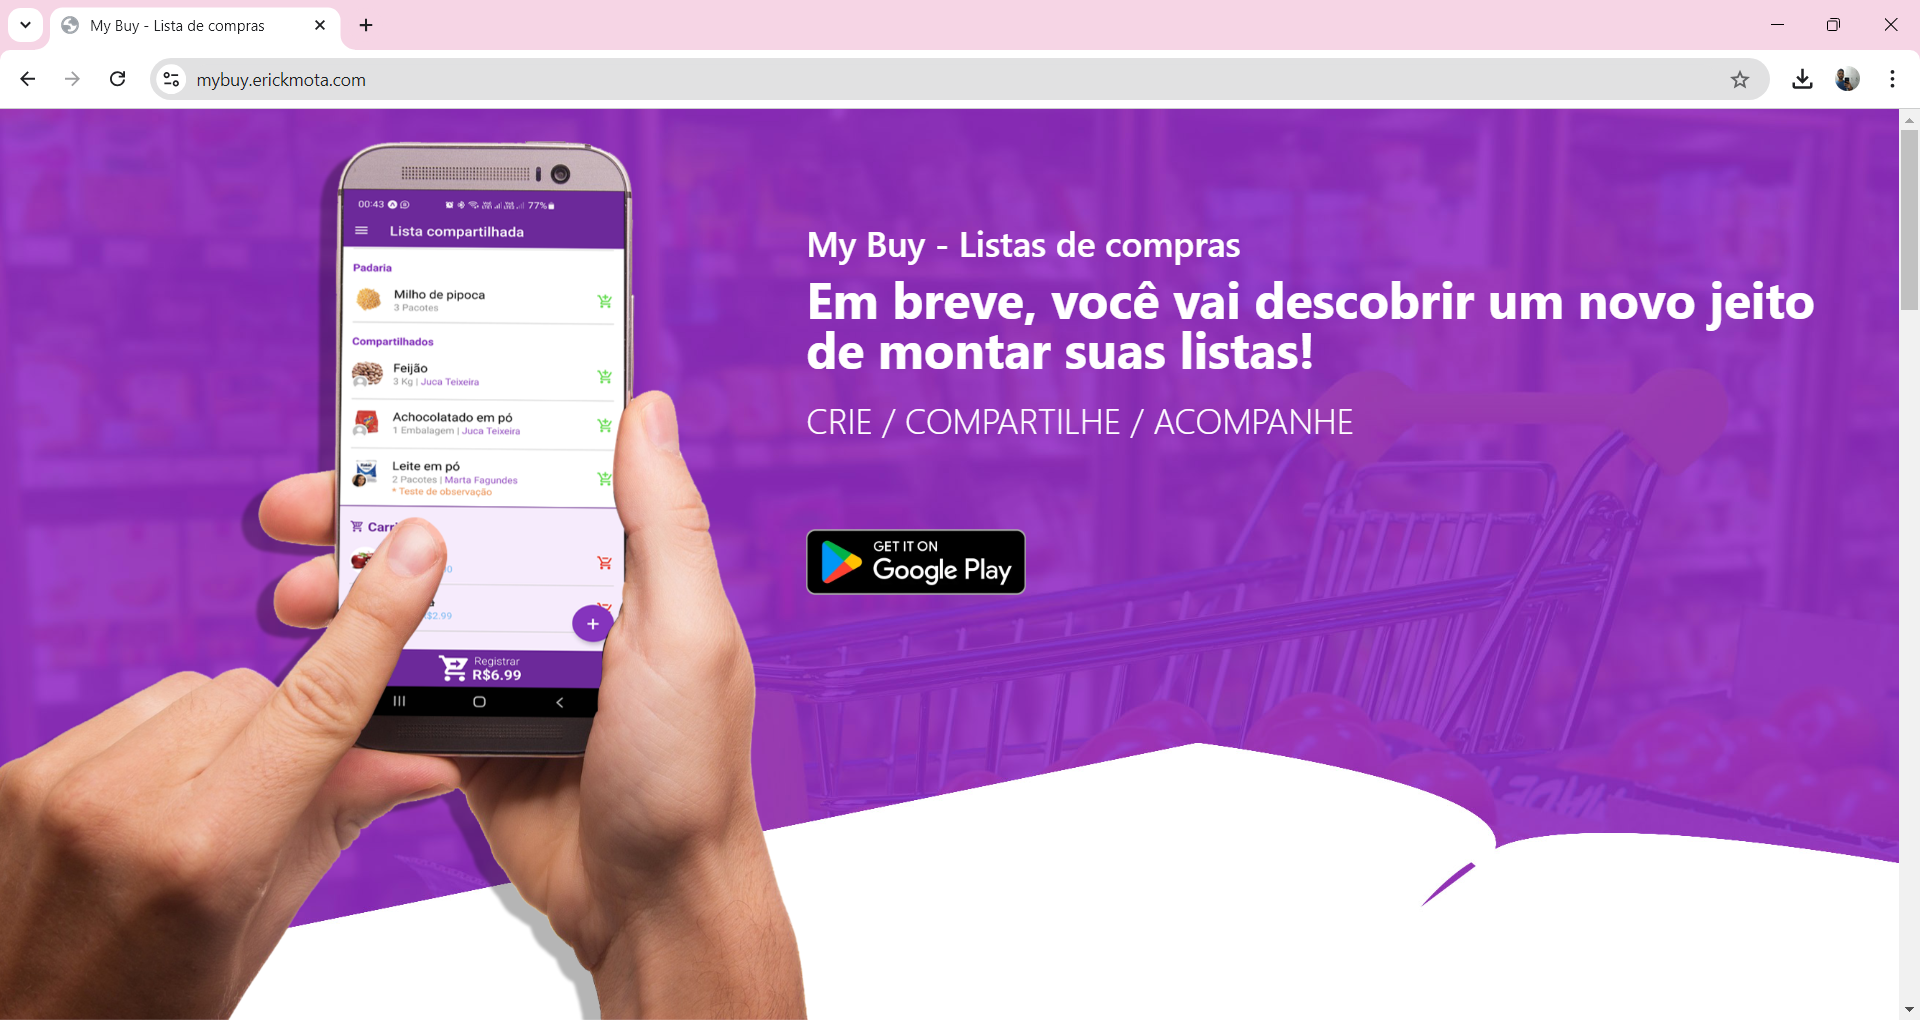 My Buy - Lista de compras
mybuy.erickmota.com
00:43
77%
Lista compartilhada
Padaria
Milho de pipoca
3 Pacotes
Compartilhados
Feijão
3 Kg | Juca Teixeira
Achocolatado em pó
1 Embalagem | Juca Teixeira
Leite em pó
2 Pacotes | Marta Fagundes
* Teste de observação
$2.99
+
Registrar
R$6.99
My Buy - Listas de compras
Em breve, você vai descobrir um novo jeito
de montar suas listas!
CRIE / COMPARTILHE / ACOMPANHE
GET IT ON
Google Play